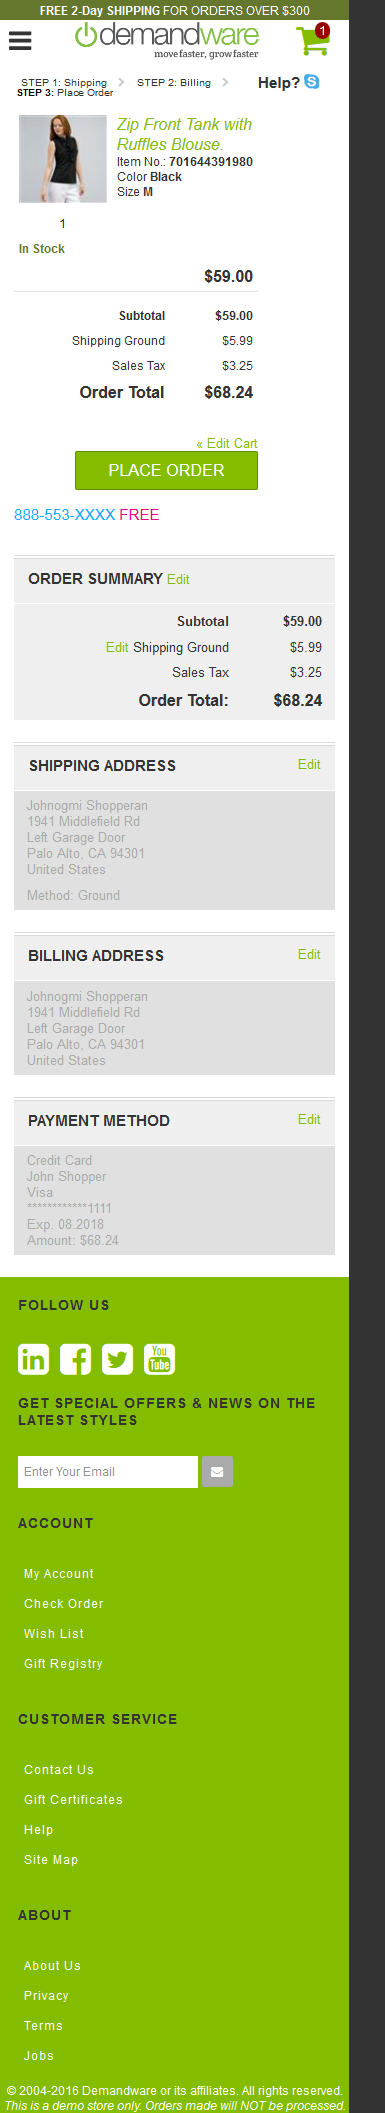 FREE 2-Day SHIPPING FOR ORDERS OVER $300
demandware
move faster, grow faster
1
STEP 1: Shipping STEP 2: Billing Help?
STEP 3: Place Order
Zip Front Tank with
Ruffles Blouse.
Item No.: 701644391980
Color Black
Size M
1
In Stock
$59.00
Subtotal $59.00
Shipping Ground $5.99
Sales Tax $3.25
Order Total $68.24
« Edit Cart
PLACE ORDER
888-553-XXXX FREE
ORDER SUMMARY Edit
Subtotal $59.00
Edit Shipping Ground $5.99
Sales Tax $3.25
Order Total: $68.24
SHIPPING ADDRESS Edit
Johnogmi Shopperan
1941 Middlefield Rd
Left Garage Door
Palo Alto, CA 94301
United States
Method: Ground
BILLING ADDRESS Edit
Johnogmi Shopperan
1941 Middlefield Rd
Left Garage Door
Palo Alto, CA 94301
United States
PAYMENT METHOD Edit
Credit Card
John Shopper
Visa
************1111
Exp. 08.2018
Amount: $68.24
FOLLOW US
in f You Tube
GET SPECIAL OFFERS & NEWS ON THE
LATEST STYLES
Enter Your Email
ACCOUNT
My Account
Check Order
Wish List
Gift Registry
CUSTOMER SERVICE
Contact Us
Gift Certificates
Help
Site Map
ABOUT
About Us
Privacy
Terms
Jobs
© 2004-2016 Demandware or its affiliates. All rights reserved.
This is a demo store only. Orders made will NOT be processed.